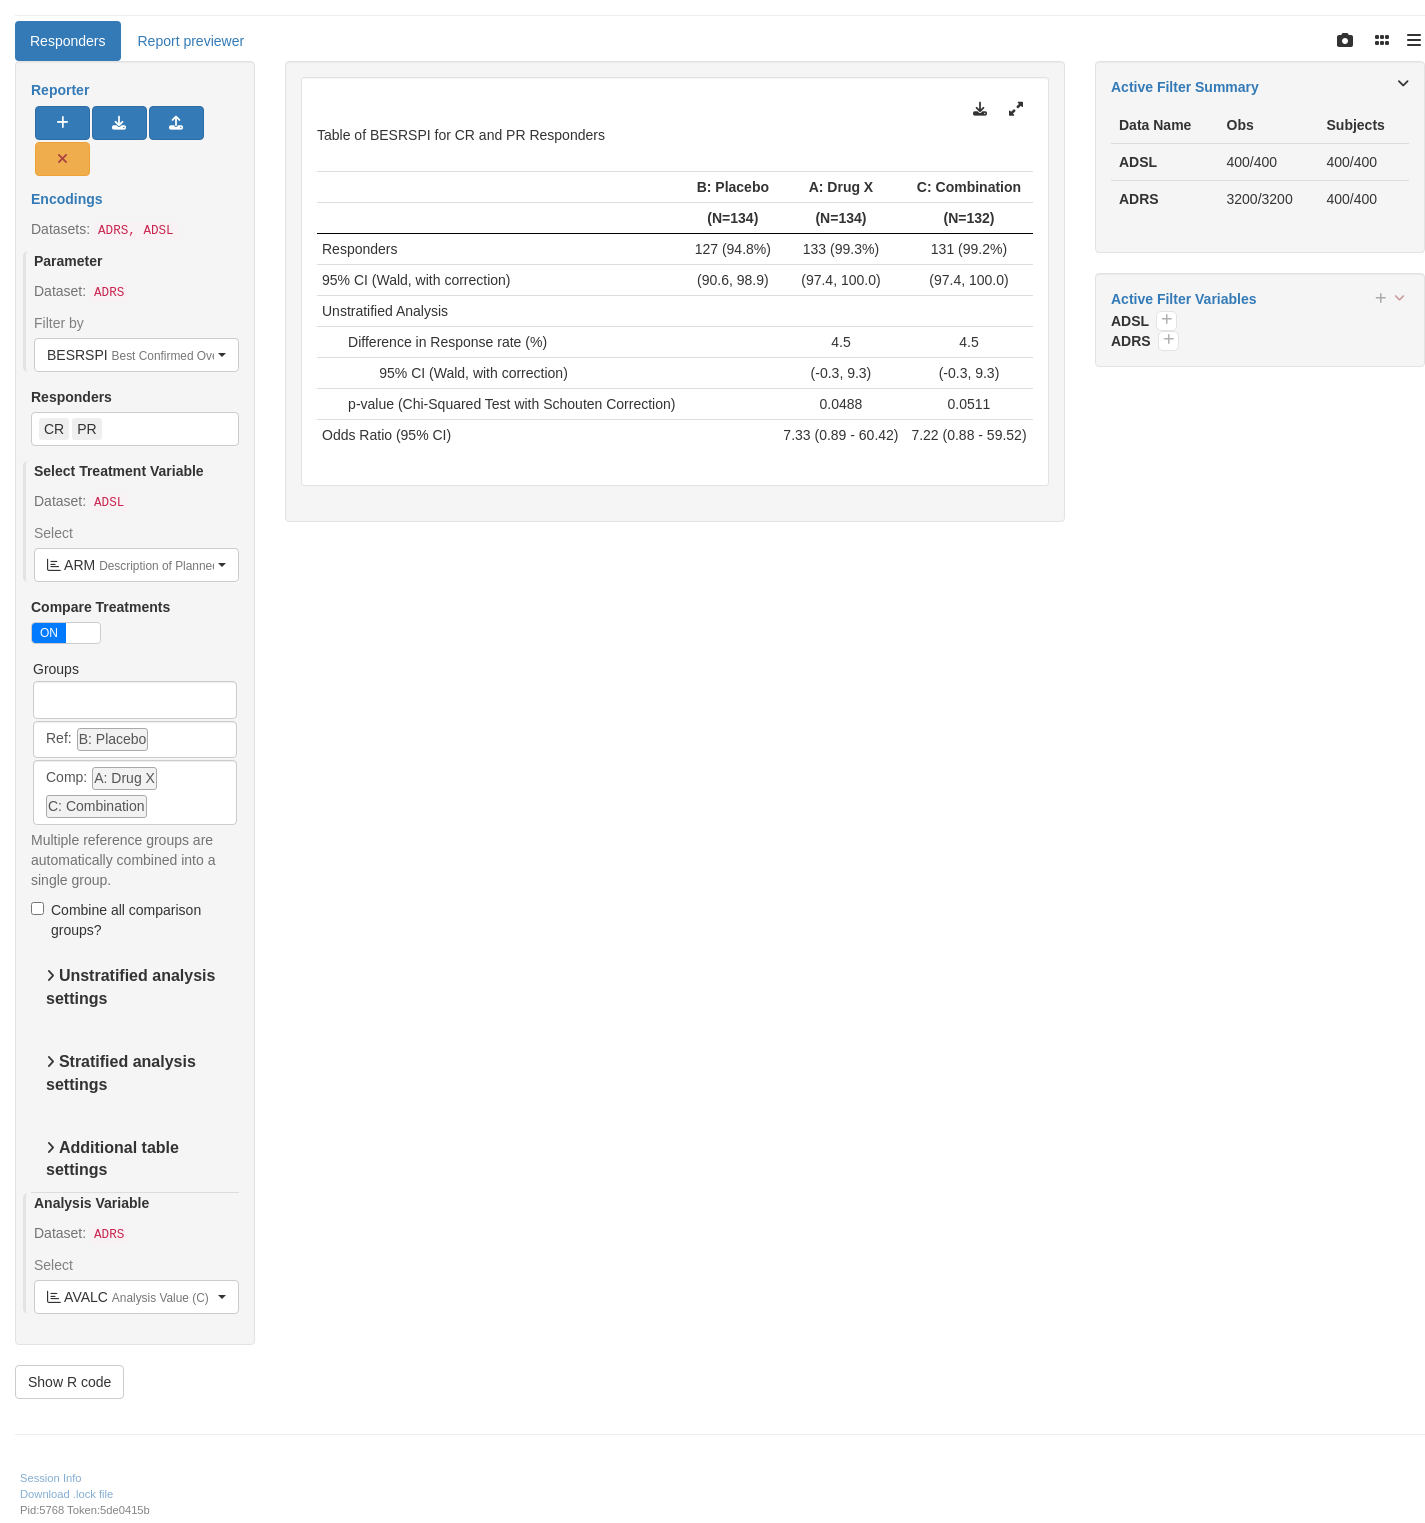 Responders
Report previewer
Reporter
Encodings
Datasets: ADRS, ADSL
Parameter
Dataset: ADRS
Filter by
BESRSPI Best Confirmed Ove
Responders
CR PR
Select Treatment Variable
Dataset: ADSL
Select
ARM Description of Planned
Compare Treatments
ON
Groups
Ref: B: Placebo
Comp: A: Drug X
C: Combination
Multiple reference groups are
automatically combined into a
single group.
Combine all comparison
groups?
Unstratified analysis
settings
Stratified analysis
settings
Additional table
settings
Analysis Variable
Dataset: ADRS
Select
AVALC Analysis Value (C)
Show R code
Table of BESRSPI for CR and PR Responders
B: Placebo A: Drug X C: Combination
(N=134) (N=134) (N=132)
Responders 127 (94.8%) 133 (99.3%) 131 (99.2%)
95% CI (Wald, with correction) (90.6, 98.9) (97.4, 100.0) (97.4, 100.0)
Unstratified Analysis
Difference in Response rate (%) 4.5 4.5
95% CI (Wald, with correction) (-0.3, 9.3) (-0.3, 9.3)
p-value (Chi-Squared Test with Schouten Correction) 0.0488 0.0511
Odds Ratio (95% CI) 7.33 (0.89 - 60.42) 7.22 (0.88 - 59.52)
Active Filter Summary
Data Name Obs Subjects
ADSL 400/400 400/400
ADRS 3200/3200 400/400
Active Filter Variables
ADSL
ADRS
Session Info
Download .lock file
Pid:5768 Token:5de0415b